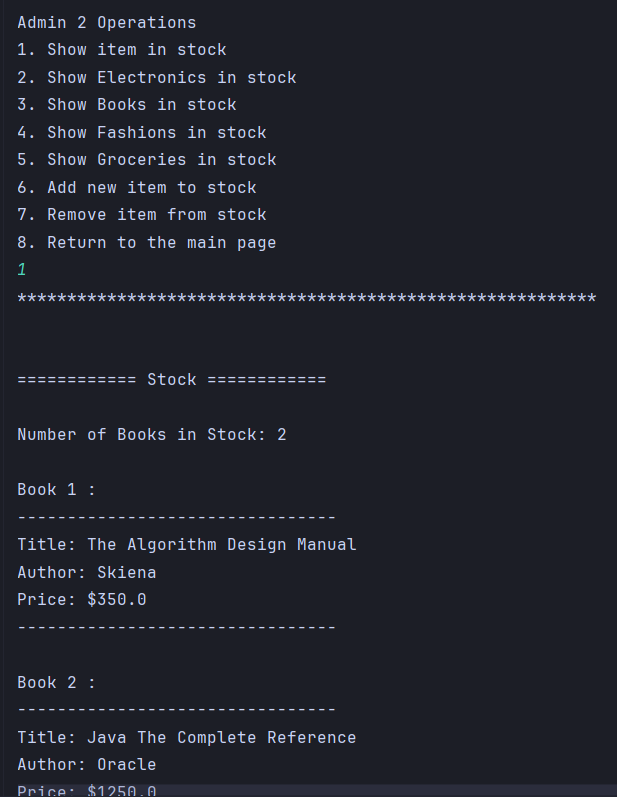 Admin 2 Operations
1. Show item in stock
2. Show Electronics in stock
3. Show Books in stock
4. Show Fashions in stock
5. Show Groceries in stock
6. Add new item to stock
7. Remove item from stock
8. Return to the main page
1
**********************************************************
============ Stock ============
Number of Books in Stock: 2
Book 1 :
--------------------------------
Title: The Algorithm Design Manual
Author: Skiena
Price: $350.0
--------------------------------
Book 2 :
--------------------------------
Title: Java The Complete Reference
Author: Oracle
Price: $1250.0